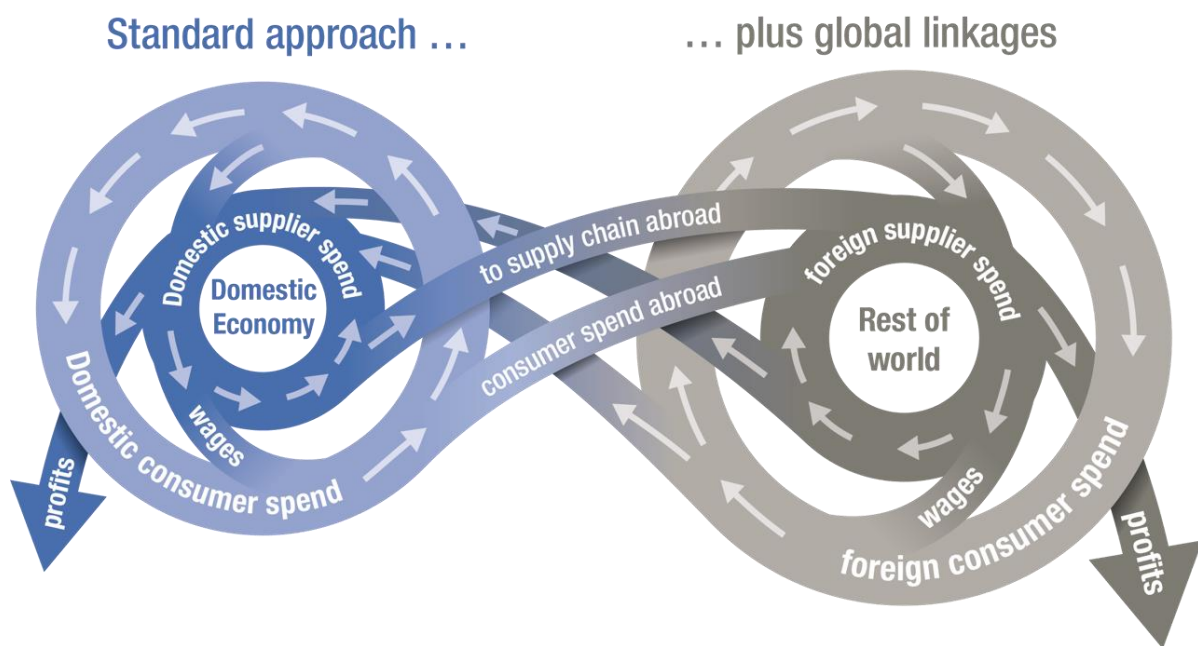 Standard approach ...
... plus global linkages
Domestic supplier spend
Domestic
Economy
Domestic consumer spend
wages
profits
to supply chain abroad
consumer spend abroad
foreign supplier spend
Rest of
world
wages
foreign consumer spend
profits